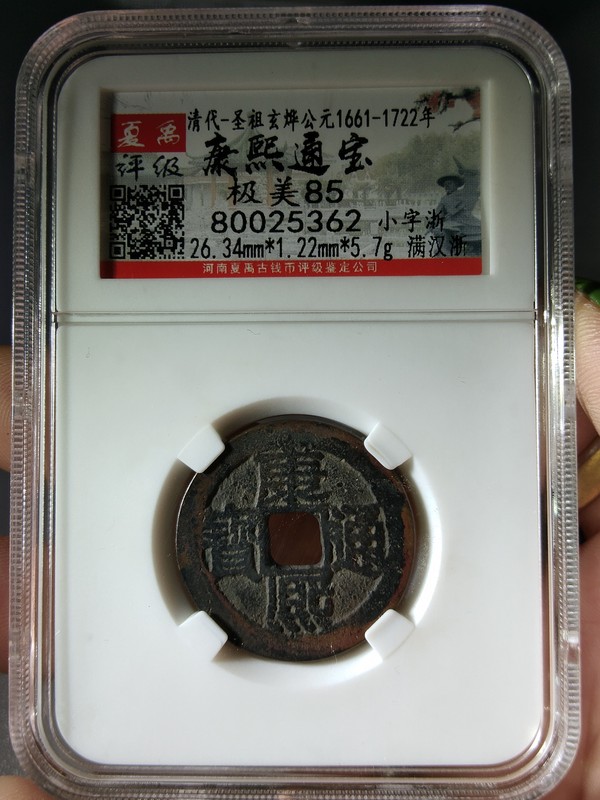 清代-圣祖玄烨公元1661-1722年
夏禹
评级
康熙通宝
极美85
80025362 小字浙
26.34mm*1.22mm*5.7g 满汉浙
河南夏禹古钱币评级鉴定公司
康熙通寶